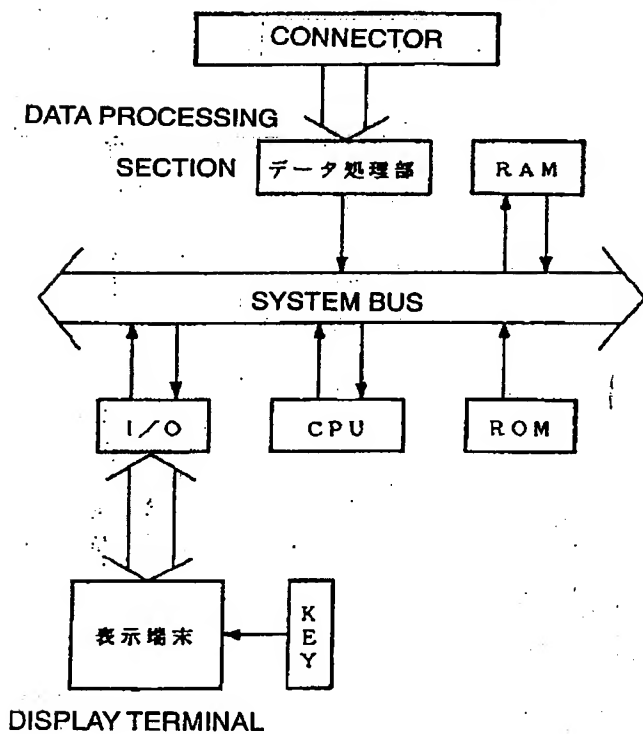 CONNECTOR
DATA PROCESSING
SECTION
データ処理部
RAM
SYSTEM BUS
I/O
CPU
ROM
表示端末
KEY
DISPLAY TERMINAL